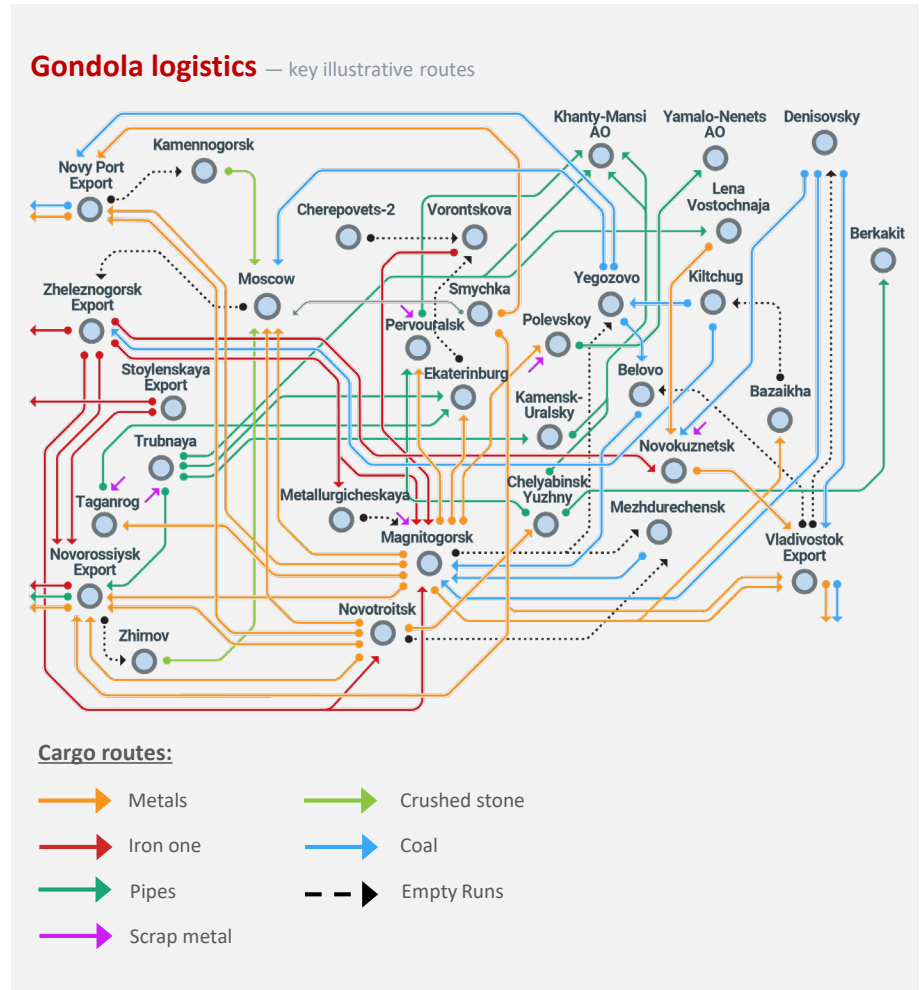 Gondola logistics — key illustrative routes
Khanty-Mansi
AO
Yamalo-Nenets
AO
Denisovsky
Kamennogorsk
Novy Port
Export
Lena
Vostochnaja
Cherepovets-2
Vorontskova
Berkakit
Moscow
Yegozovo
Kiltchug
Zheleznogorsk
Export
Smychka
Pervouralsk
Polevskoy
Stoylenskaya
Export
Ekaterinburg
Belovo
Bazaikha
Kamensk-
Uralsky
Trubnaya
Novokuznetsk
Taganrog
Metallurgicheskaya
Chelyabinsk
Yuzhny
Mezhdurechensk
Magnitogorsk
Vladivostok
Export
Novorossiysk
Export
Novotroitsk
Zhirnov
Cargo routes:
Metals
Crushed stone
Iron one
Coal
Pipes
Empty Runs
Scrap metal